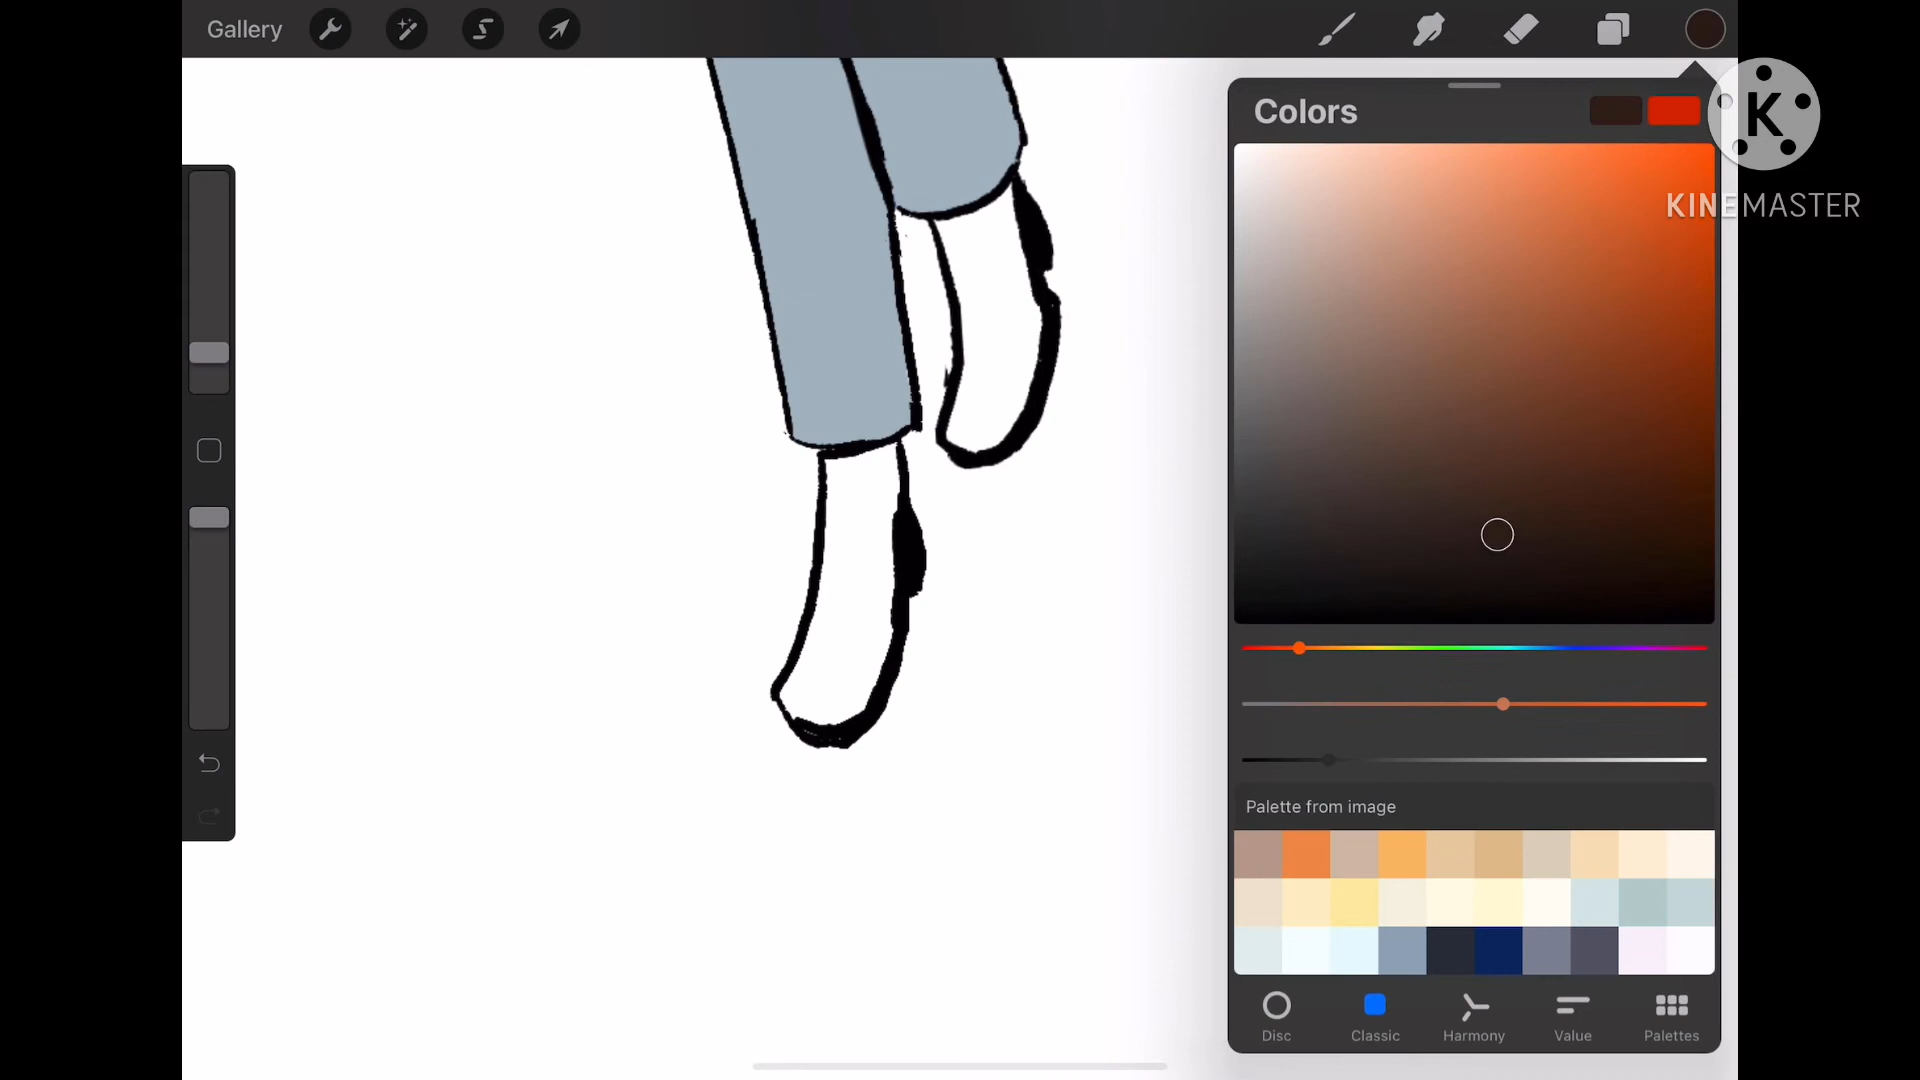 Gallery
Colors
K
KINEMASTER
Palette from image
Disc
Classic
Harmony
Value
Palettes